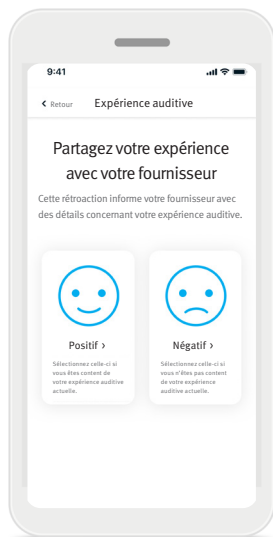 9:41
‹ Retour Expérience auditive
Partagez votre expérience
avec votre fournisseur
Cette rétroaction informe votre fournisseur avec
des détails concernant votre expérience auditive.
Positif ›
Sélectionnez celle-ci si
vous êtes content de
votre expérience auditive
actuelle.
Négatif ›
Sélectionnez celle-ci si
vous n'êtes pas content
de votre expérience
auditive actuelle.